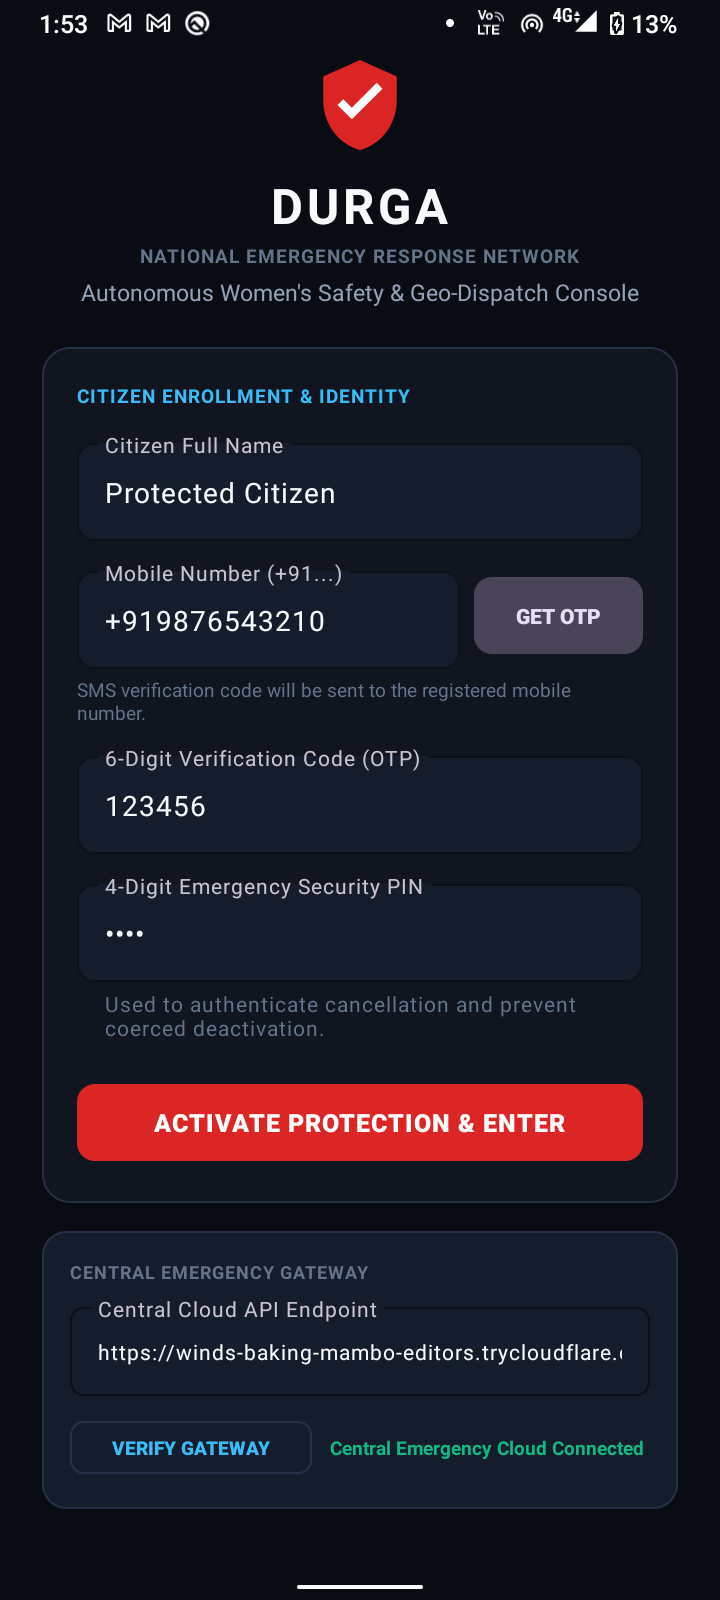 1:53
Vo LTE 4G 13%
DURGA
NATIONAL EMERGENCY RESPONSE NETWORK
Autonomous Women's Safety & Geo-Dispatch Console
CITIZEN ENROLLMENT & IDENTITY
Citizen Full Name
Protected Citizen
Mobile Number (+91...)
+919876543210
GET OTP
SMS verification code will be sent to the registered mobile
number.
6-Digit Verification Code (OTP)
123456
4-Digit Emergency Security PIN
••••
Used to authenticate cancellation and prevent
coerced deactivation.
ACTIVATE PROTECTION & ENTER
CENTRAL EMERGENCY GATEWAY
Central Cloud API Endpoint
https://winds-baking-mambo-editors.trycloudflare.
VERIFY GATEWAY
Central Emergency Cloud Connected